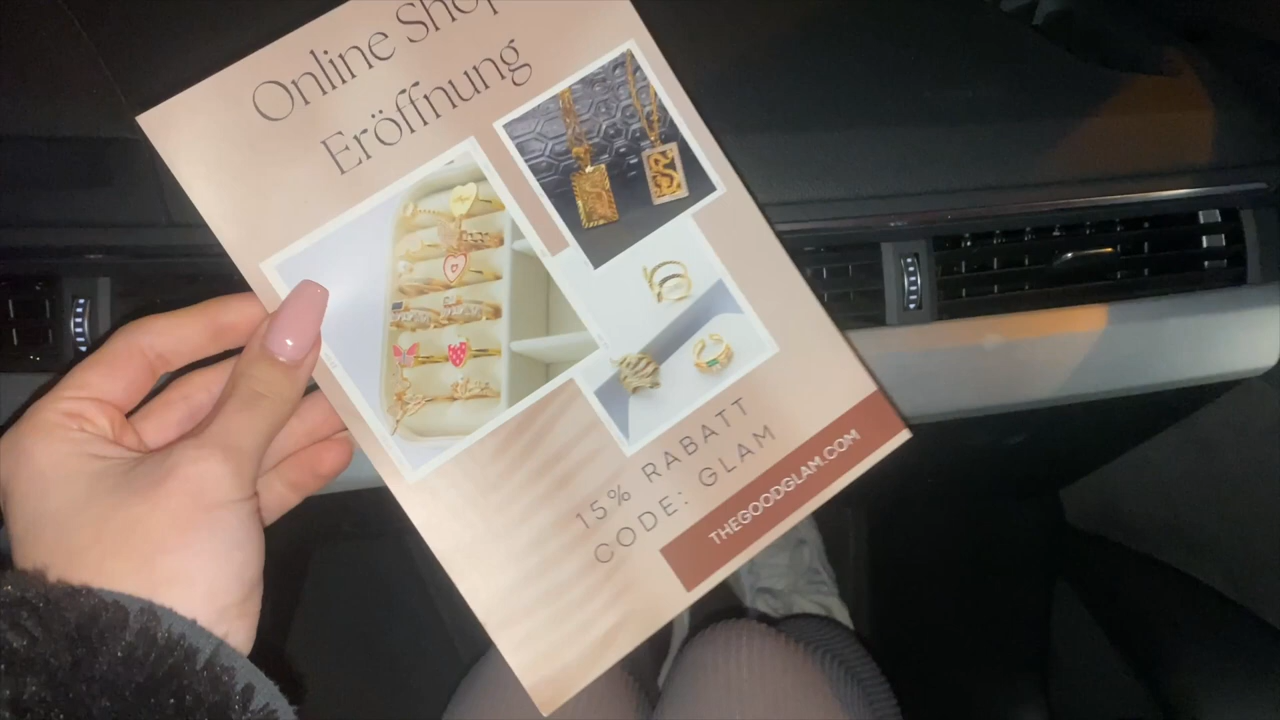 Online Shop
Eröffnung
15% RABATT
CODE: GLAM
THEGOODGLAM.COM